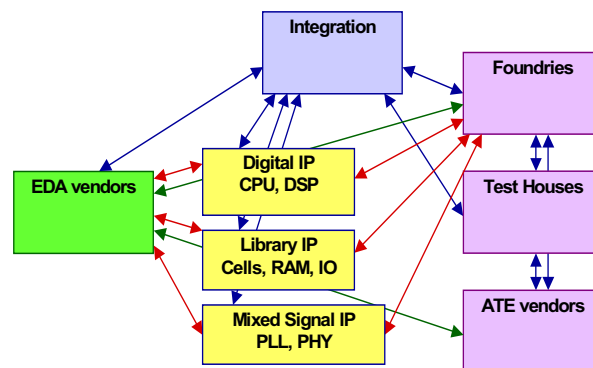 Integration
Foundries
Digital IP
CPU, DSP
EDA vendors
Test Houses
Library IP
Cells, RAM, IO
Mixed Signal IP
PLL, PHY
ATE vendors